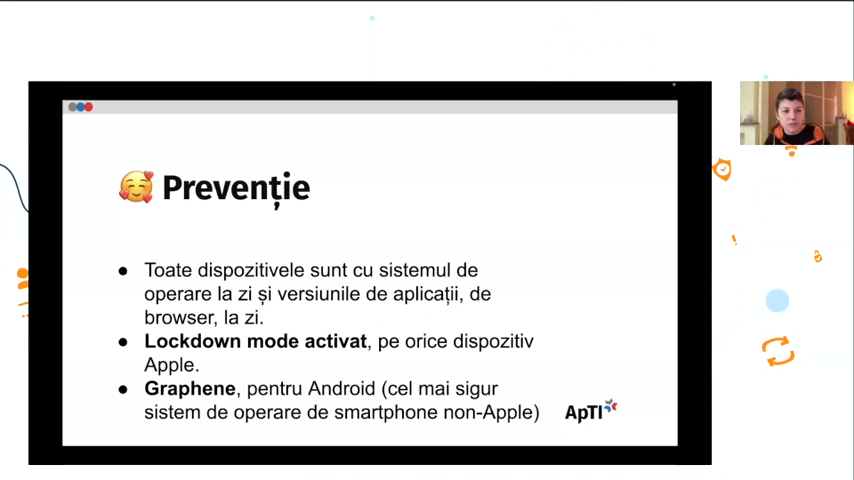 🥰 Prevenție
● Toate dispozitivele sunt cu sistemul de
operare la zi și versiunile de aplicații, de
browser, la zi.
● Lockdown mode activat, pe orice dispozitiv
Apple.
● Graphene, pentru Android (cel mai sigur
sistem de operare de smartphone non-Apple)
ApTI